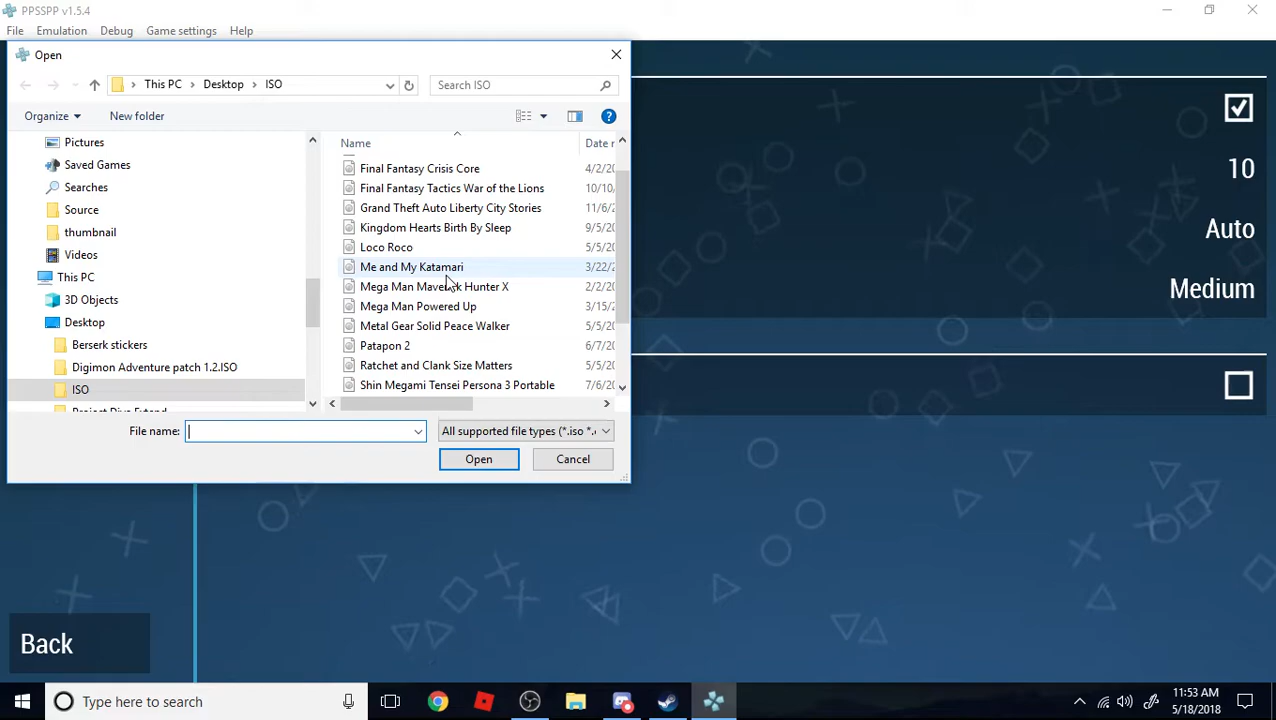 PPSSPP v1.5.4
File Emulation Debug Game settings Help
Open
This PC Desktop ISO
Search ISO
Organize New folder
Name Date r
Pictures
Saved Games
Searches
Source
thumbnail
Videos
This PC
3D Objects
Desktop
Berserk stickers
Digimon Adventure patch 1.2.ISO
ISO
Project Diva Extend
Final Fantasy Crisis Core 4/2/20
Final Fantasy Tactics War of the Lions 10/10/
Grand Theft Auto Liberty City Stories 11/6/2
Kingdom Hearts Birth By Sleep 9/5/20
Loco Roco 5/5/20
Me and My Katamari 3/22/2
Mega Man Maverick Hunter X 2/2/20
Mega Man Powered Up 3/15/2
Metal Gear Solid Peace Walker 5/5/20
Patapon 2 6/7/20
Ratchet and Clank Size Matters 5/5/20
Shin Megami Tensei Persona 3 Portable 7/6/20
File name:
All supported file types (*.iso *.c
Open Cancel
10
Auto
Medium
Back
Type here to search
11:53 AM
5/18/2018